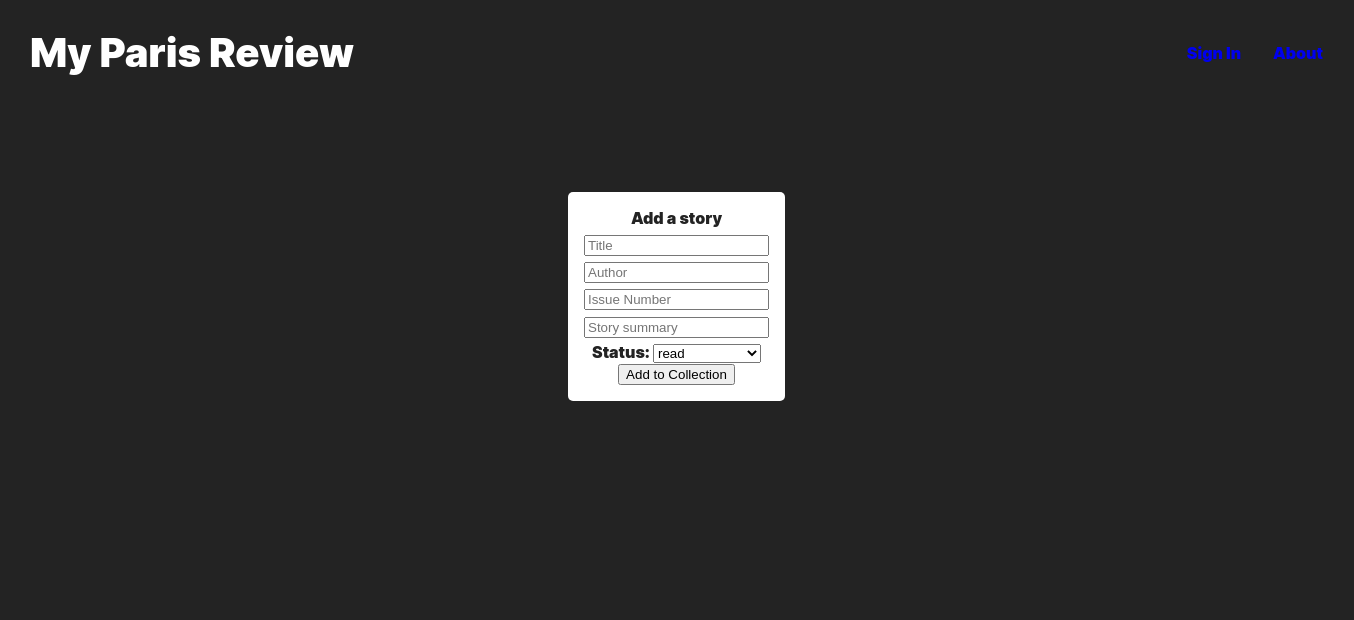 My Paris Review
Sign In
About
Add a story
Title
Author
Issue Number
Story summary
Status: read
Add to Collection